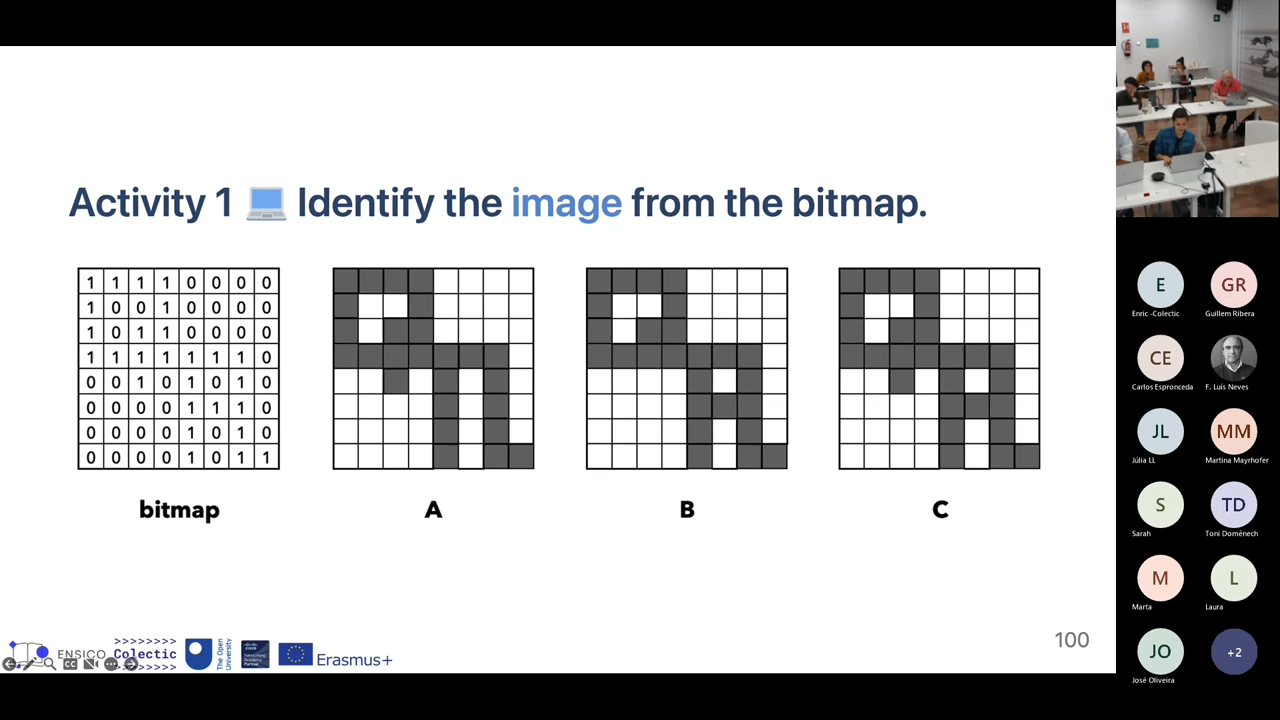 Activity 1 💻 Identify the image from the bitmap.
1 1 1 1 0 0 0 0
1 0 0 1 0 0 0 0
1 0 1 1 0 0 0 0
1 1 1 1 1 1 1 0
0 0 1 0 1 0 1 0
0 0 0 0 1 1 1 0
0 0 0 0 1 0 1 0
0 0 0 0 1 0 1 1
bitmap
A
B
C
ENSICO
>>>>>>>>
Colectic
>>>>>>>>
The Open
University
Erasmus+
100
E
Enric -Colectic
GR
Guillem Ribera
CE
Carlos Espronceda
F. Luís Neves
JL
Júlia LL
MM
Martina Mayrhofer
S
Sarah
TD
Toni Doménech
M
Marta
L
Laura
JO
José Oliveira
+2